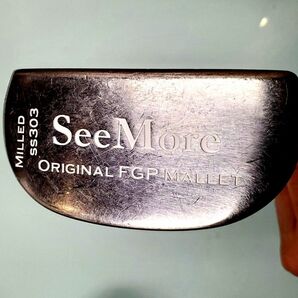 MILLED
SS303
SeeMore
ORIGINAL FGP MALLET